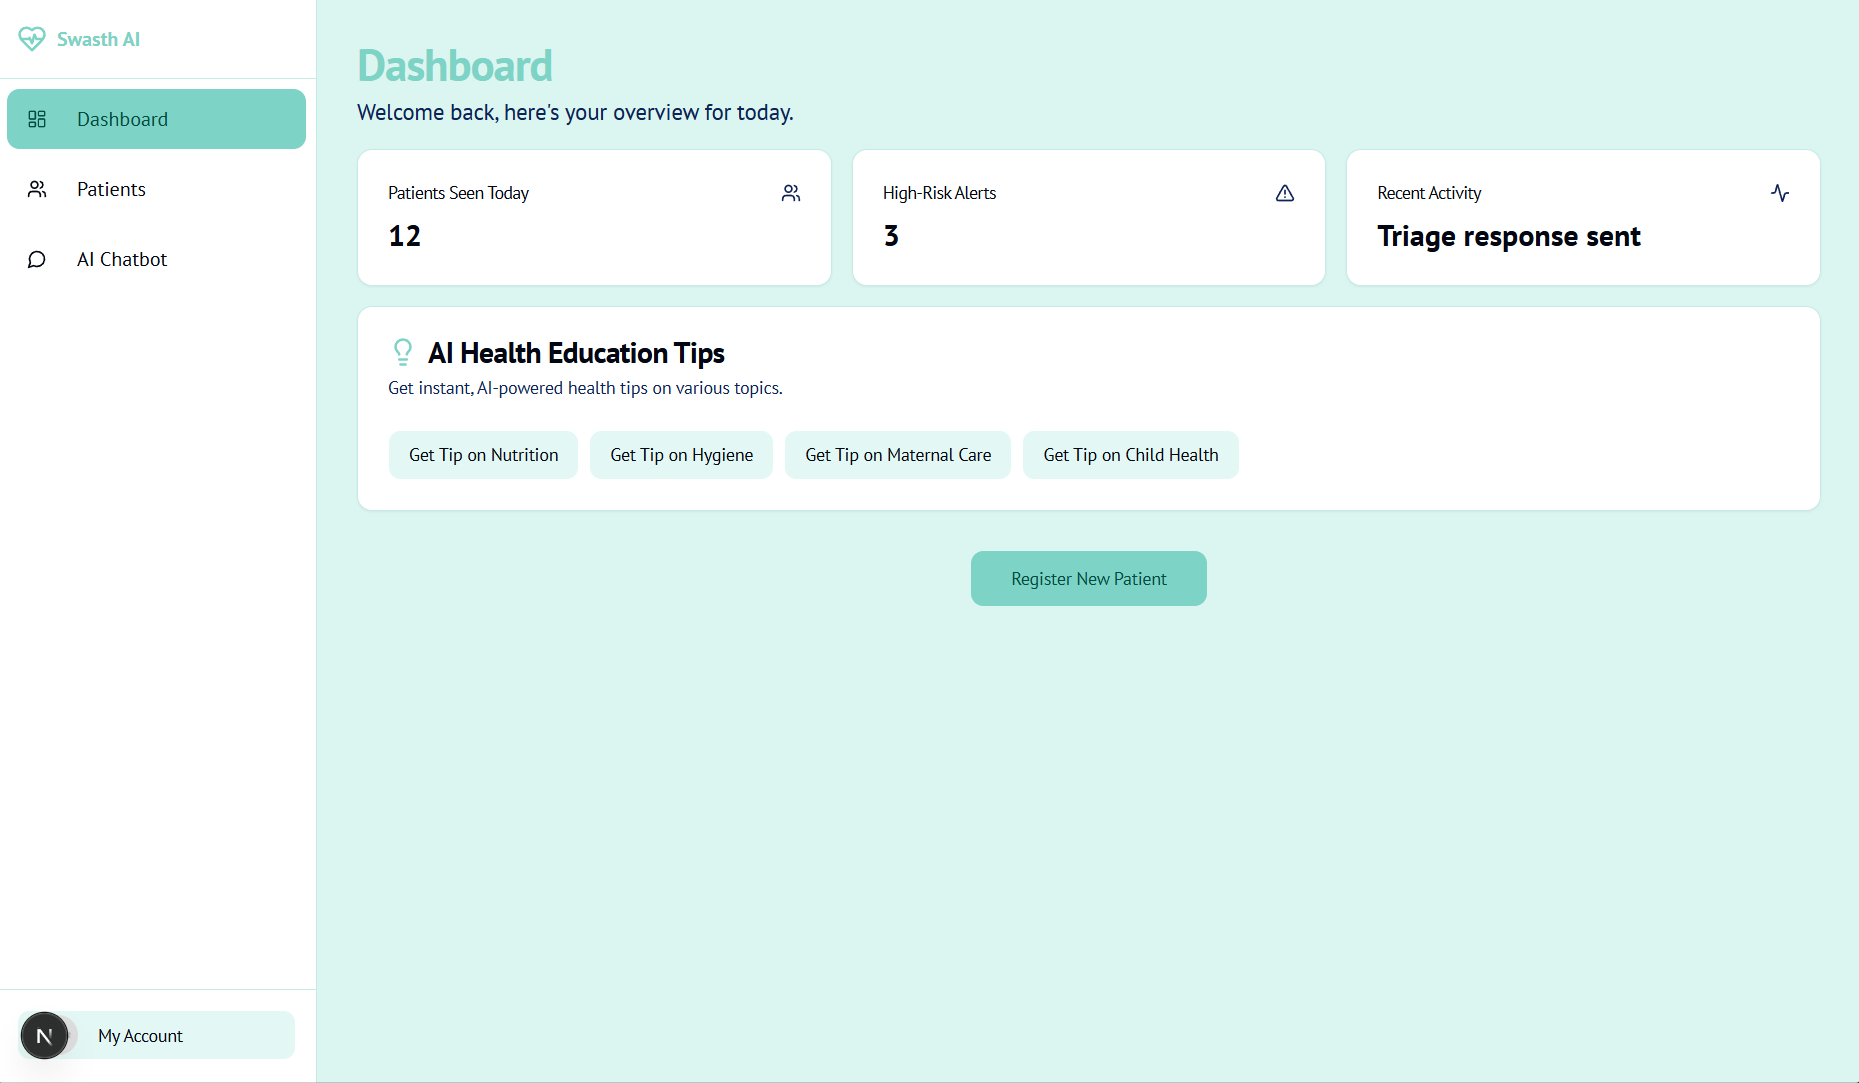 Swasth AI
Dashboard
Patients
AI Chatbot
N
My Account
Dashboard
Welcome back, here's your overview for today.
Patients Seen Today
12
High-Risk Alerts
3
Recent Activity
Triage response sent
AI Health Education Tips
Get instant, AI-powered health tips on various topics.
Get Tip on Nutrition
Get Tip on Hygiene
Get Tip on Maternal Care
Get Tip on Child Health
Register New Patient